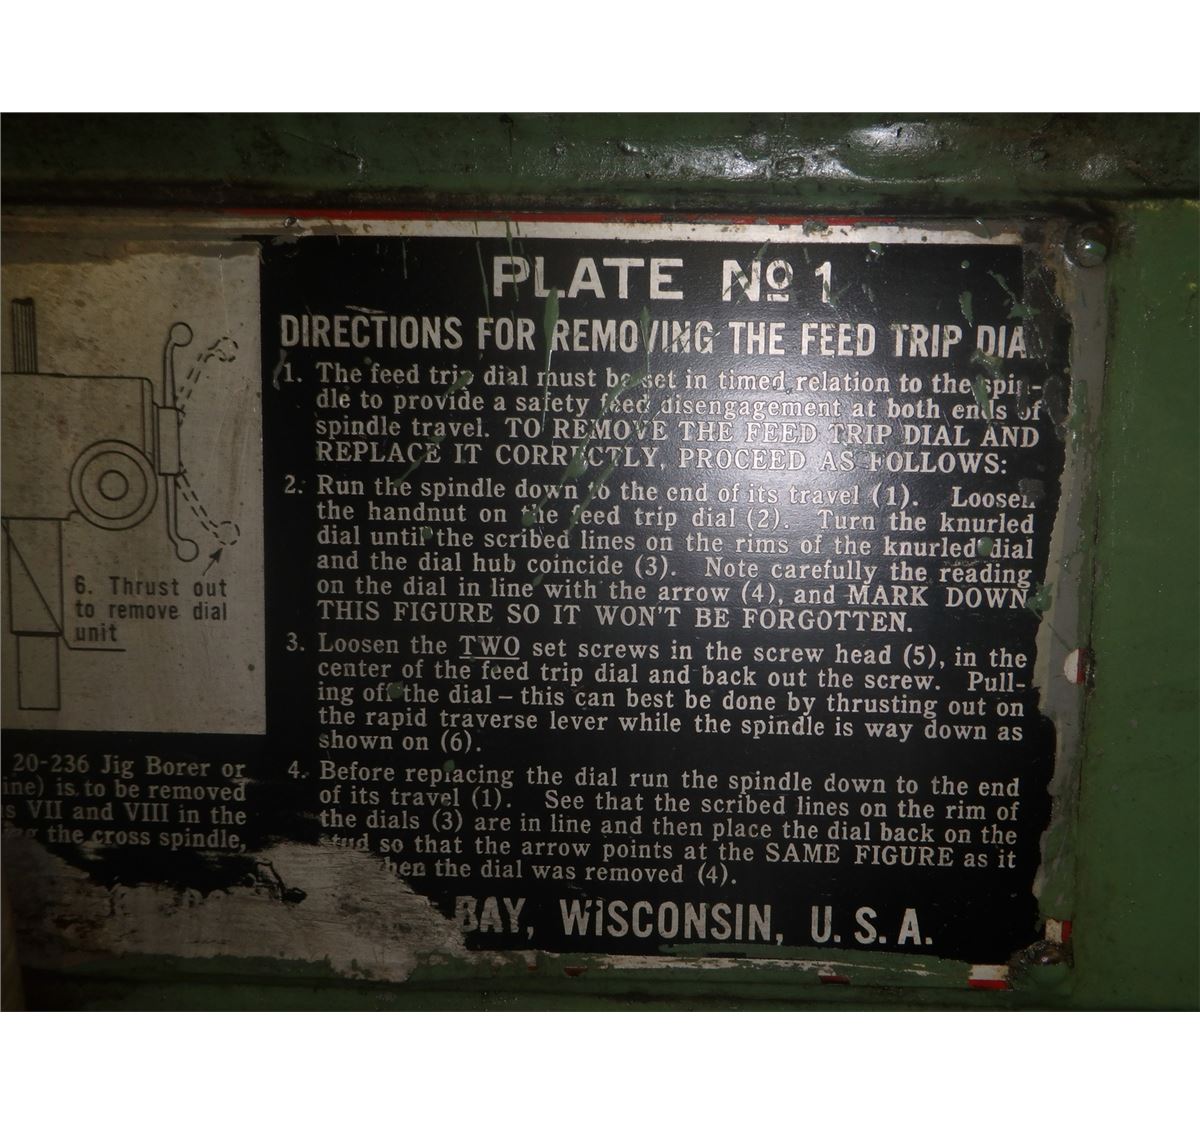 PLATE No 1
DIRECTIONS FOR REMOVING THE FEED TRIP DIA
1. The feed trip dial must be set in timed relation to the spin-
dle to provide a safety feed disengagement at both ends of
spindle travel. TO REMOVE THE FEED TRIP DIAL AND
REPLACE IT CORRECTLY, PROCEED AS FOLLOWS:
2. Run the spindle down to the end of its travel (1). Loosen
the handnut on the feed trip dial (2). Turn the knurled
dial until the scribed lines on the rims of the knurled dial
and the dial hub coincide (3). Note carefully the reading
on the dial in line with the arrow (4), and MARK DOWN
THIS FIGURE SO IT WON'T BE FORGOTTEN.
3. Loosen the TWO set screws in the screw head (5), in the
center of the feed trip dial and back out the screw. Pull-
ing off the dial – this can best be done by thrusting out on
the rapid traverse lever while the spindle is way down as
shown on (6).
4. Before replacing the dial run the spindle down to the end
of its travel (1). See that the scribed lines on the rim of
the dials (3) are in line and then place the dial back on the
stud so that the arrow points at the SAME FIGURE as it
hen the dial was removed (4).
BAY, WISCONSIN, U.S.A.
6. Thrust out
to remove dial
unit
20-236 Jig Borer or
ine) is to be removed
s VII and VIII in the
ing the cross spindle,